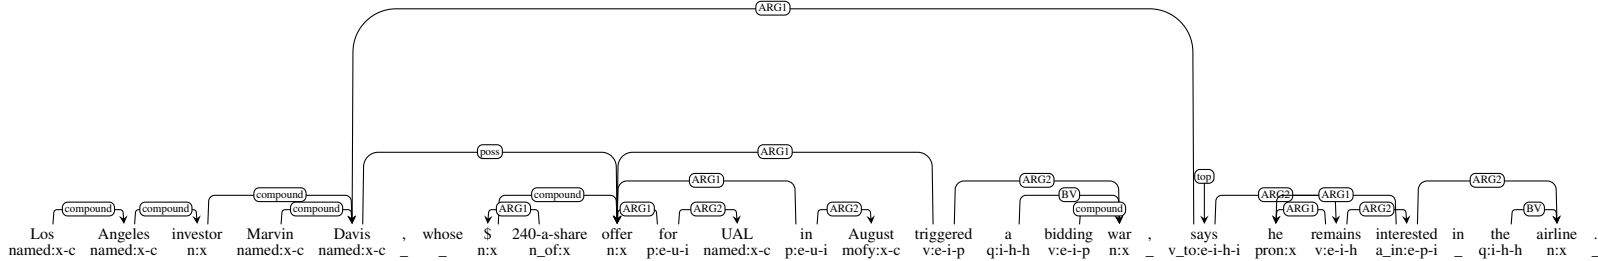 ARG1
poss ARG1
top
ARG1 ARG2 ARG2
compound compound BV ARG2 ARG1
compound compound compound ARG1 ARG1 ARG2 ARG2 compound ARG1 ARG2 BV
Los Angeles investor Marvin Davis , whose $ 240-a-share offer for UAL in August triggered a bidding war , says he remains interested in the airline .
named:x-c named:x-c n:x named:x-c named:x-c _ _ n:x n_of:x n:x p:e-u-i named:x-c p:e-u-i mofy:x-c v:e-i-p q:i-h-h v:e-i-p n:x _ v_to:e-i-h-i pron:x v:e-i-h a_in:e-p-i _ q:i-h-h n:x _